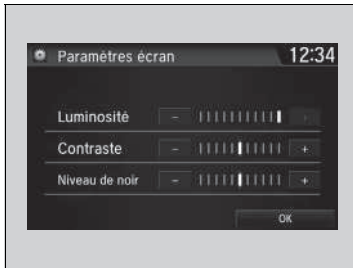 Paramètres écran 12:34
Luminosité -
Contraste - +
Niveau de noir - +
OK